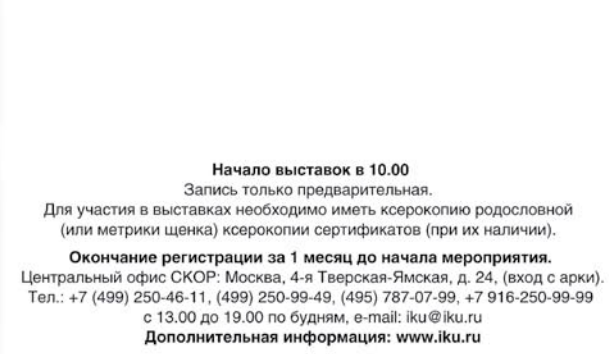 Начало выставок в 10.00
Запись только предварительная.
Для участия в выставках необходимо иметь ксерокопию родословной
(или метрики щенка) ксерокопии сертификатов (при их наличии).
Окончание регистрации за 1 месяц до начала мероприятия.
Центральный офис СКОР: Москва, 4-я Тверская-Ямская, д. 24, (вход с арки).
Тел.: +7 (499) 250-46-11, (499) 250-99-49, (495) 787-07-99, +7 916-250-99-99
с 13.00 до 19.00 по будням, e-mail: iku@iku.ru
Дополнительная информация: www.iku.ru